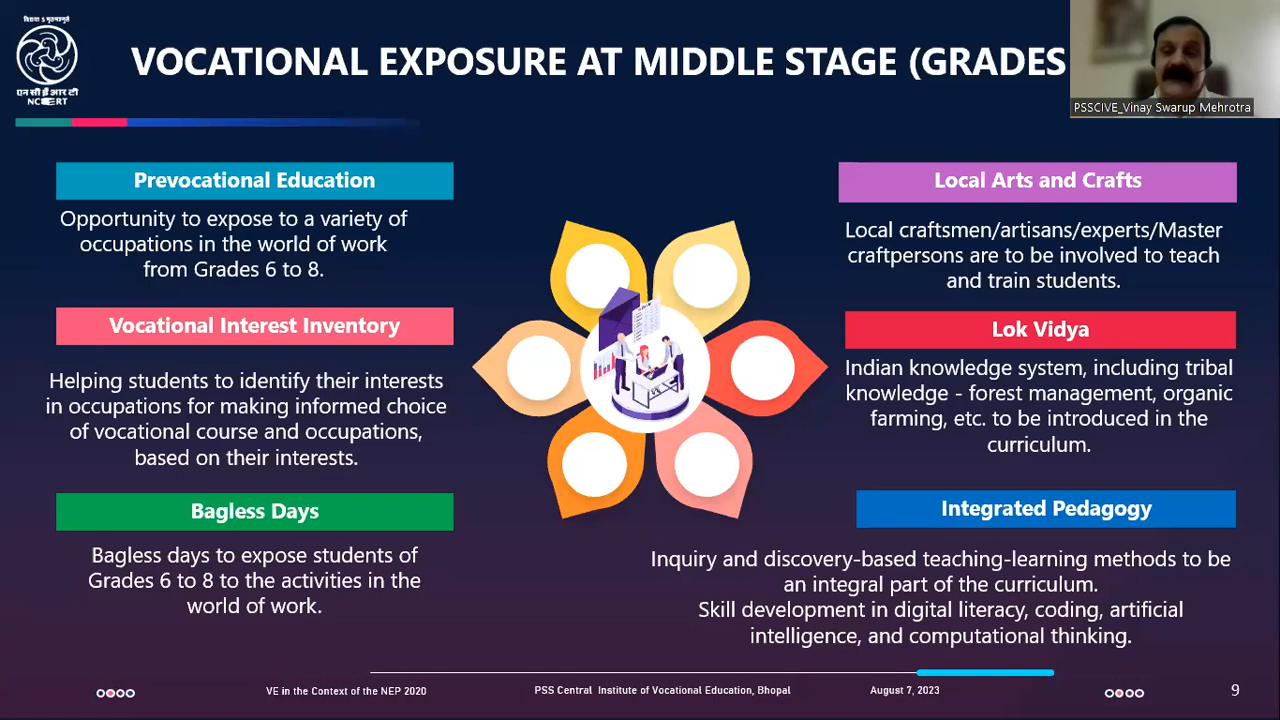 विद्यया ऽ मृतमश्नुते
एन सी ई आर टी
NCERT
VOCATIONAL EXPOSURE AT MIDDLE STAGE (GRADES
PSSCIVE_Vinay Swarup Mehrotra
Prevocational Education
Opportunity to expose to a variety of
occupations in the world of work
from Grades 6 to 8.
Vocational Interest Inventory
Helping students to identify their interests
in occupations for making informed choice
of vocational course and occupations,
based on their interests.
Bagless Days
Bagless days to expose students of
Grades 6 to 8 to the activities in the
world of work.
Local Arts and Crafts
Local craftsmen/artisans/experts/Master
craftpersons are to be involved to teach
and train students.
Lok Vidya
Indian knowledge system, including tribal
knowledge - forest management, organic
farming, etc. to be introduced in the
curriculum.
Integrated Pedagogy
Inquiry and discovery-based teaching-learning methods to be
an integral part of the curriculum.
Skill development in digital literacy, coding, artificial
intelligence, and computational thinking.
VE in the Context of the NEP 2020
PSS Central Institute of Vocational Education, Bhopal
August 7, 2023
9